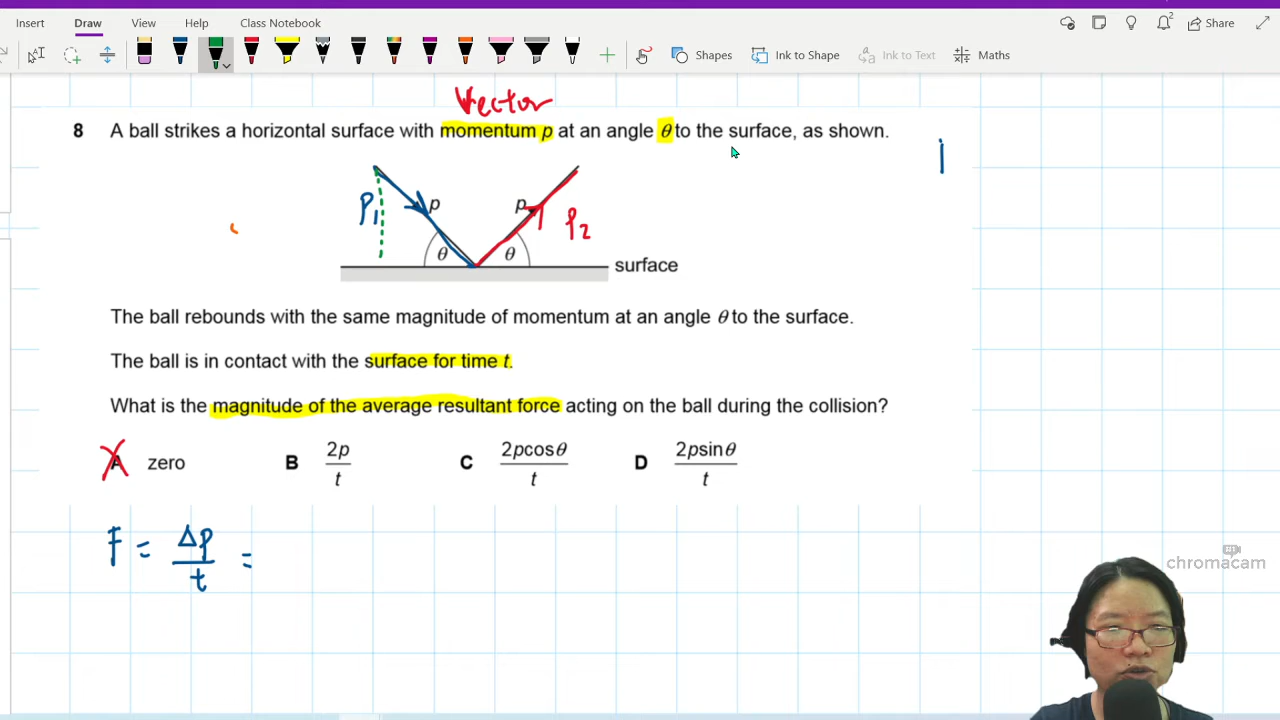 Insert Draw View Help Class Notebook Share
Shapes Ink to Shape Ink to Text Maths
Vector
8 A ball strikes a horizontal surface with momentum p at an angle θ to the surface, as shown.
p p
P1 P2
θ θ
surface
The ball rebounds with the same magnitude of momentum at an angle θ to the surface.
The ball is in contact with the surface for time t.
What is the magnitude of the average resultant force acting on the ball during the collision?
A zero B 2p/t C 2pcosθ/t D 2psinθ/t
F = Δp/t =
chromacam